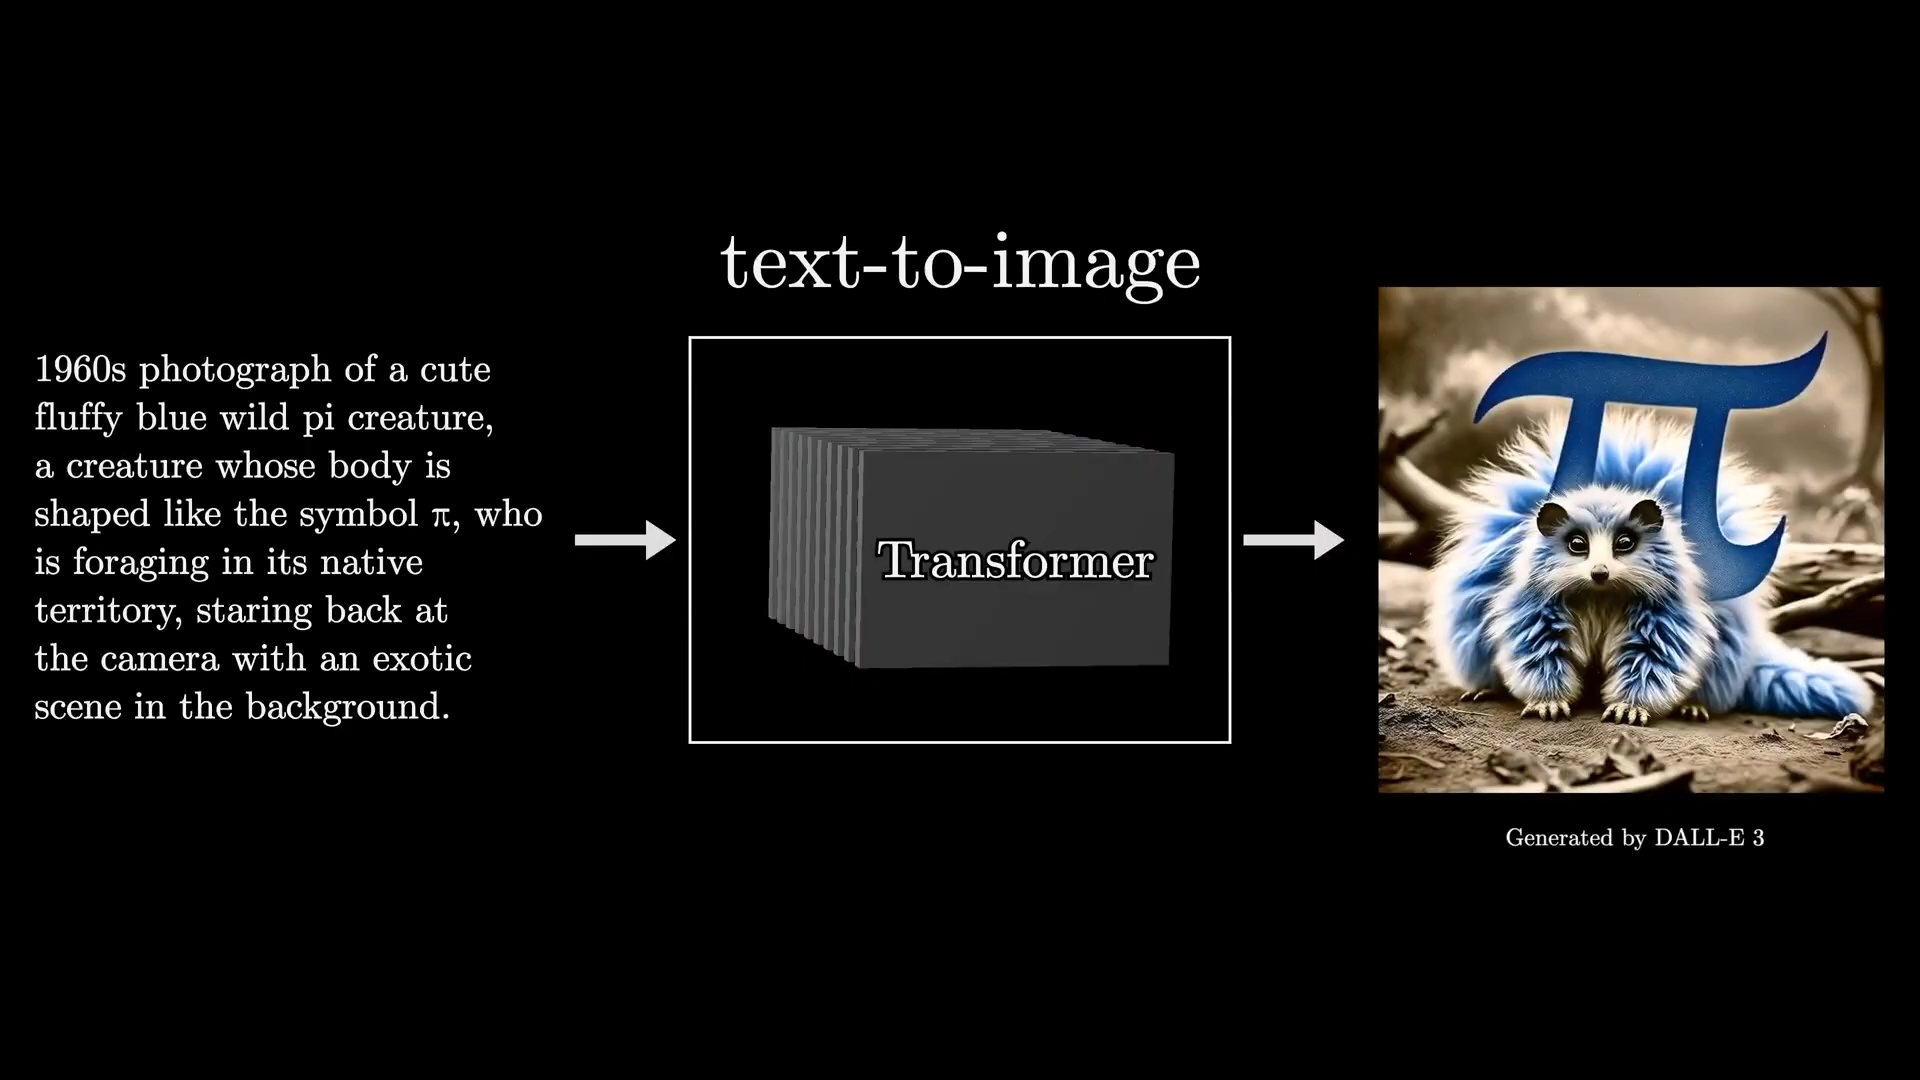 text-to-image
1960s photograph of a cute
fluffy blue wild pi creature,
a creature whose body is
shaped like the symbol π, who
is foraging in its native
territory, staring back at
the camera with an exotic
scene in the background.
Transformer
π
Generated by DALL-E 3